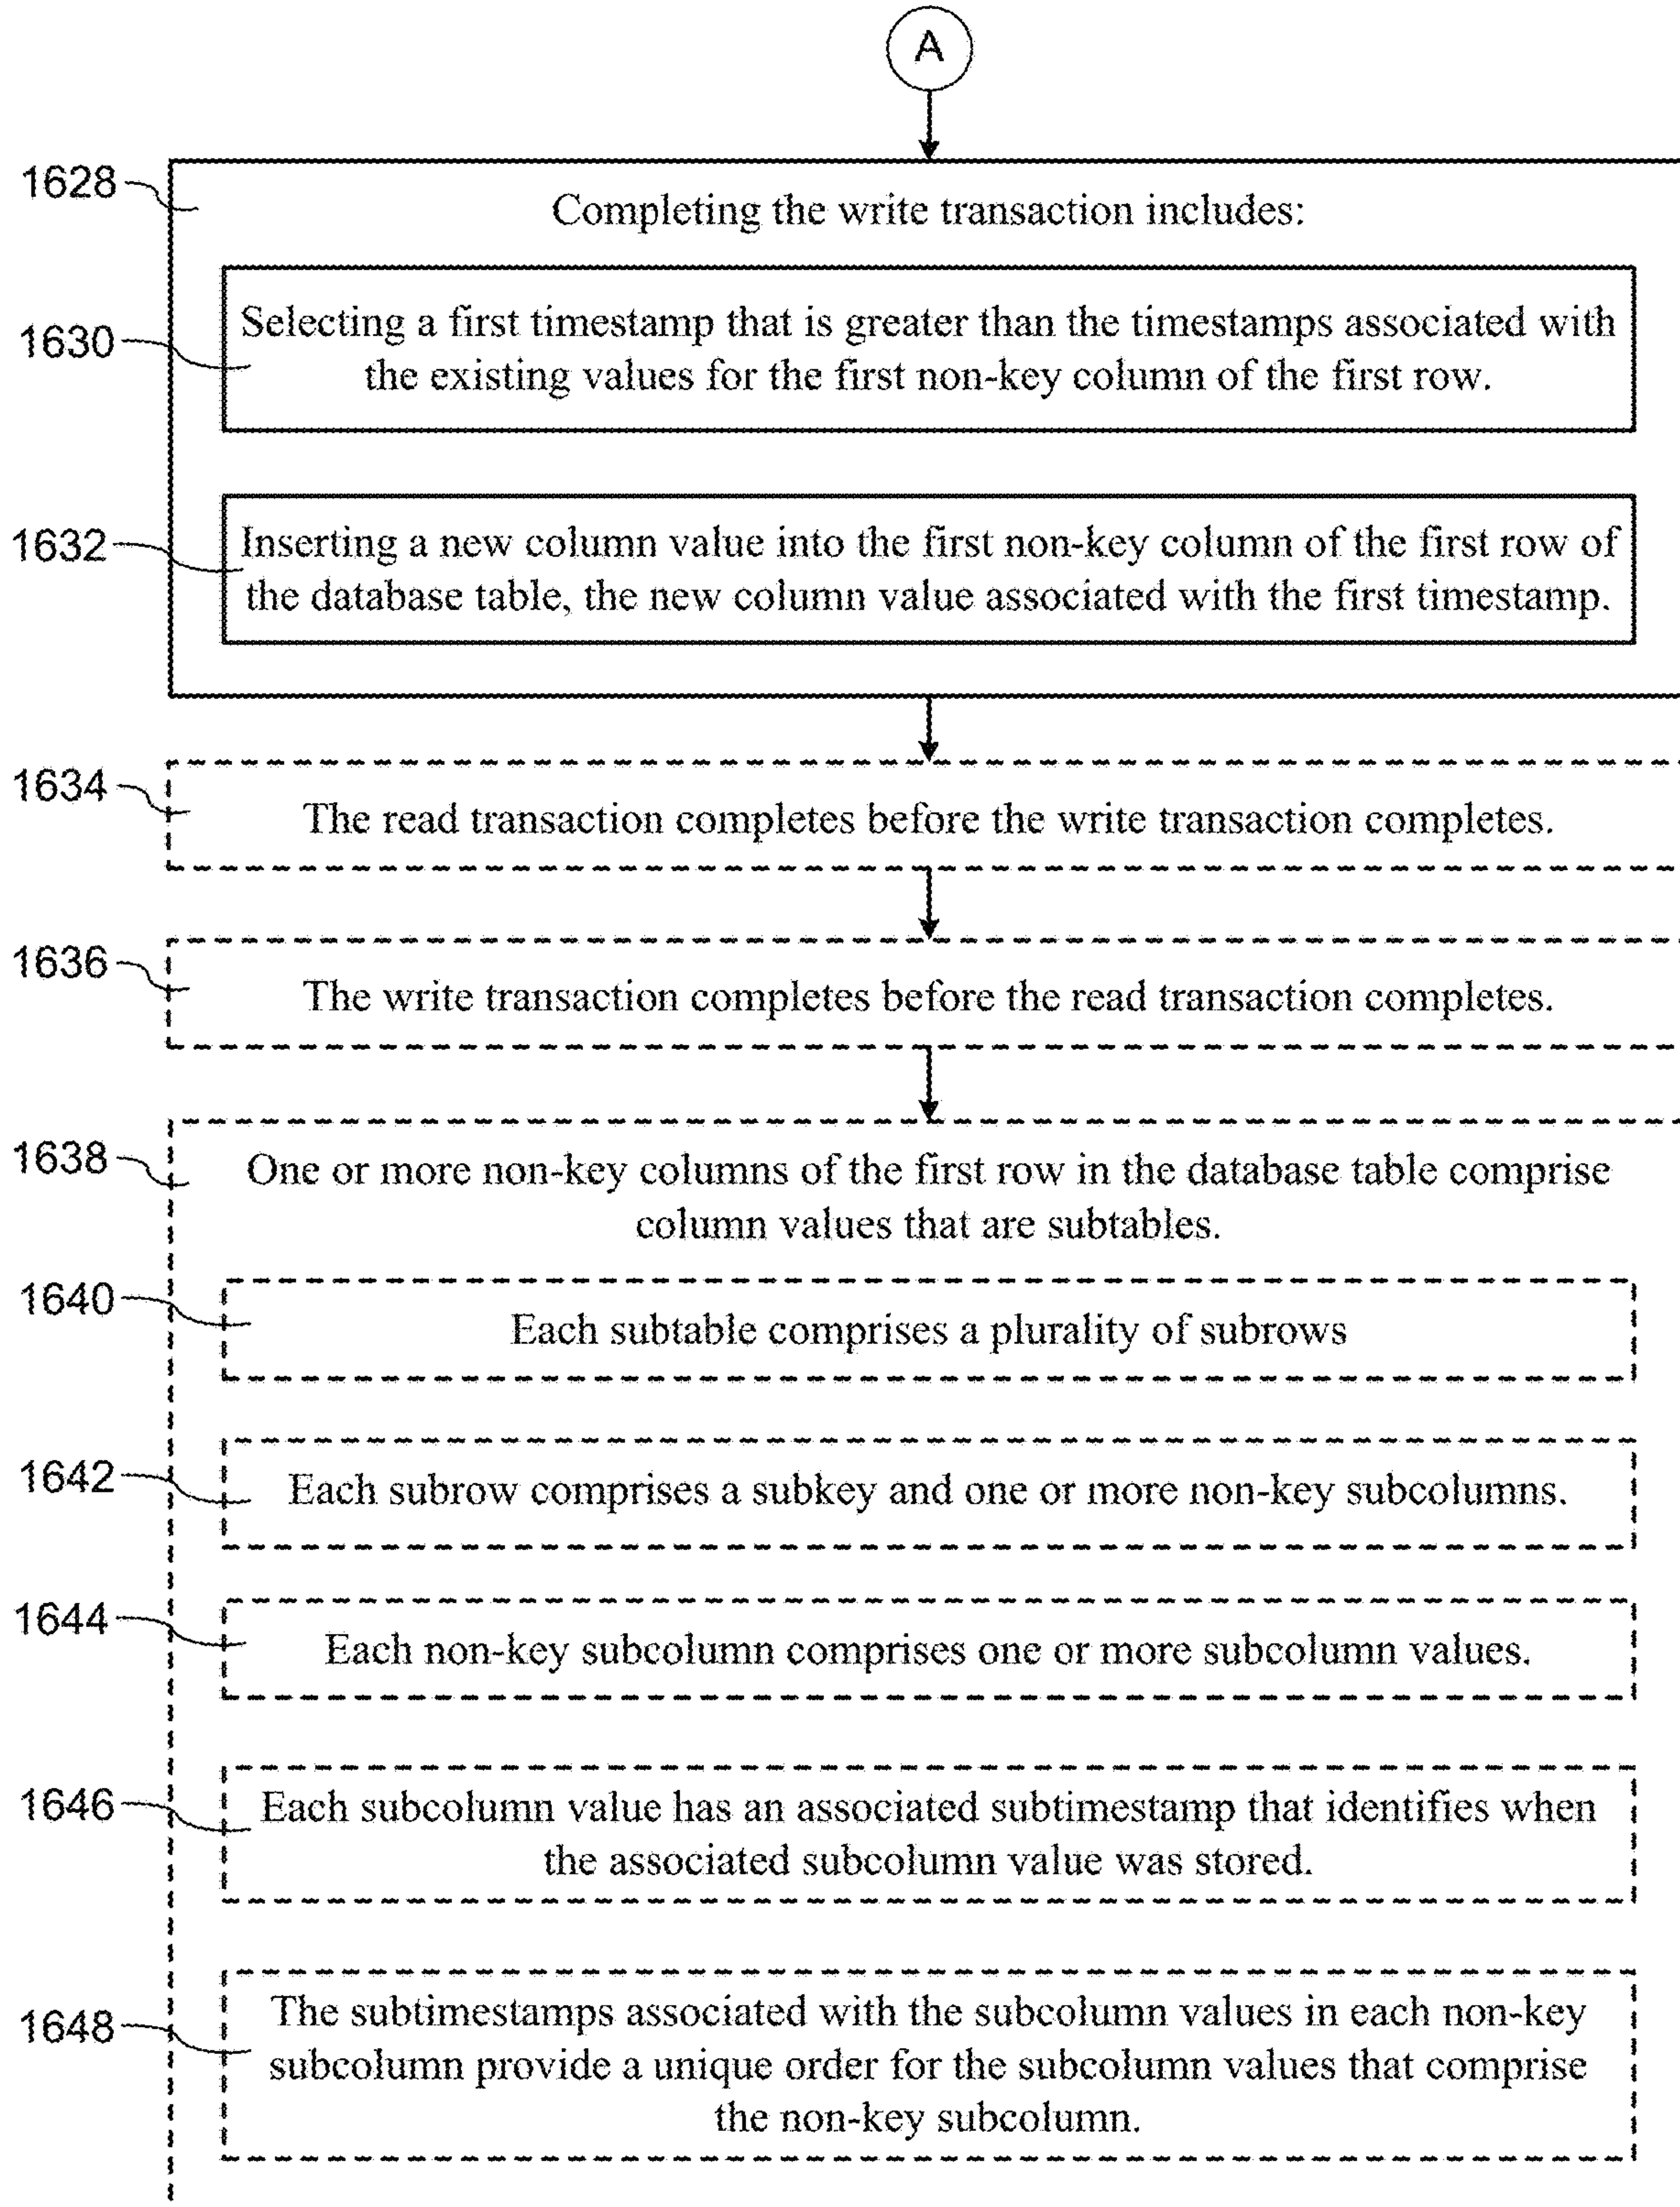 A
1628
Completing the write transaction includes:
1630
Selecting a first timestamp that is greater than the timestamps associated with
the existing values for the first non-key column of the first row.
1632
Inserting a new column value into the first non-key column of the first row of
the database table, the new column value associated with the first timestamp.
1634
The read transaction completes before the write transaction completes.
1636
The write transaction completes before the read transaction completes.
1638
One or more non-key columns of the first row in the database table comprise
column values that are subtables.
1640
Each subtable comprises a plurality of subrows
1642
Each subrow comprises a subkey and one or more non-key subcolumns.
1644
Each non-key subcolumn comprises one or more subcolumn values.
1646
Each subcolumn value has an associated subtimestamp that identifies when
the associated subcolumn value was stored.
1648
The subtimestamps associated with the subcolumn values in each non-key
subcolumn provide a unique order for the subcolumn values that comprise
the non-key subcolumn.